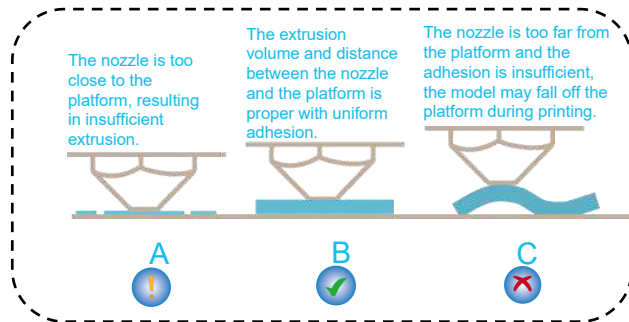 The nozzle is too
close to the
platform, resulting
in insufficient
extrusion.
The extrusion
volume and distance
between the nozzle
and the platform is
proper with uniform
adhesion.
The nozzle is too far from
the platform and the
adhesion is insufficient,
the model may fall off the
platform during printing.
A
B
C